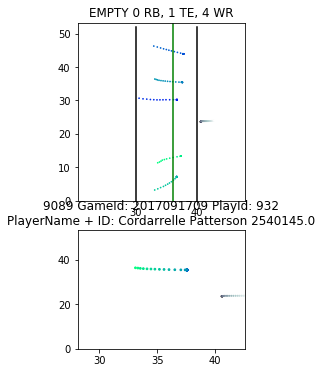 EMPTY 0 RB, 1 TE, 4 WR
50
40
30
20
10
0
30 40
9089 GameId: 2017091709 PlayId: 932
PlayerName + ID: Cordarrelle Patterson 2540145.0
40
20
0
30 35 40